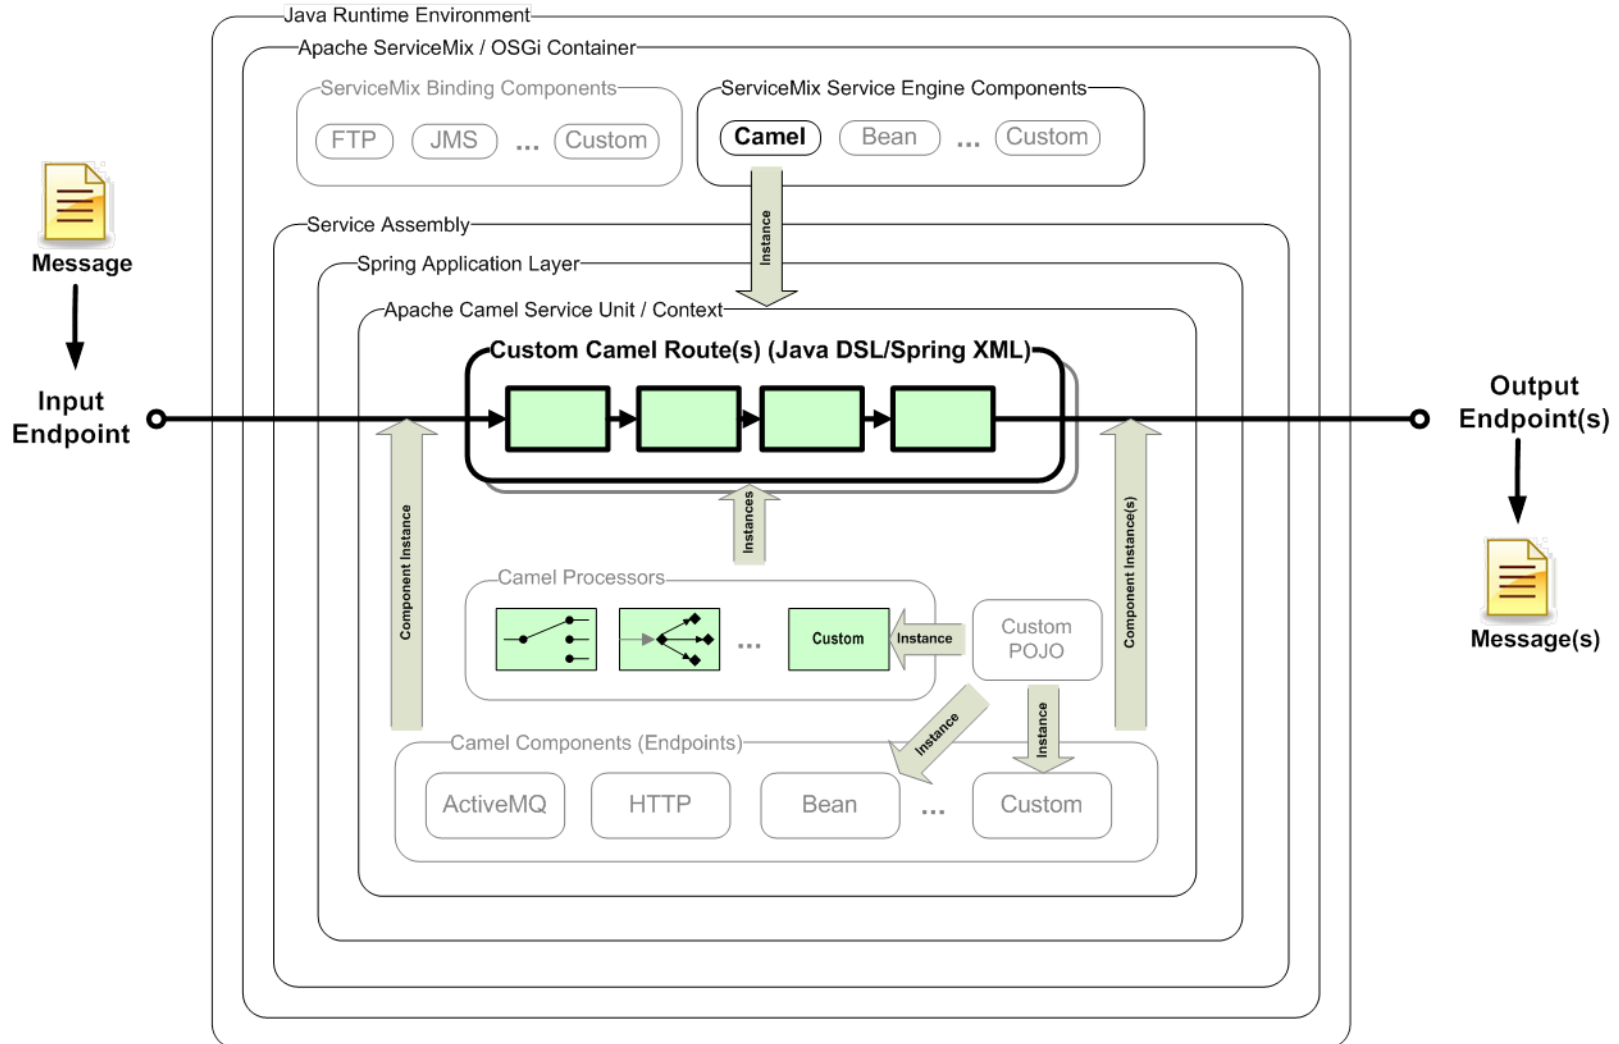 Java Runtime Environment
Apache ServiceMix / OSGi Container
ServiceMix Binding Components
FTP
JMS
...
Custom
ServiceMix Service Engine Components
Camel
Bean
...
Custom
Instance
Message
Input
Endpoint
Service Assembly
Spring Application Layer
Apache Camel Service Unit / Context
Custom Camel Route(s) (Java DSL/Spring XML)
Output
Endpoint(s)
Message(s)
Component Instance
Instances
Component Instance(s)
Camel Processors
...
Custom
Instance
Custom
POJO
Instance
Instance
Camel Components (Endpoints)
ActiveMQ
HTTP
Bean
...
Custom